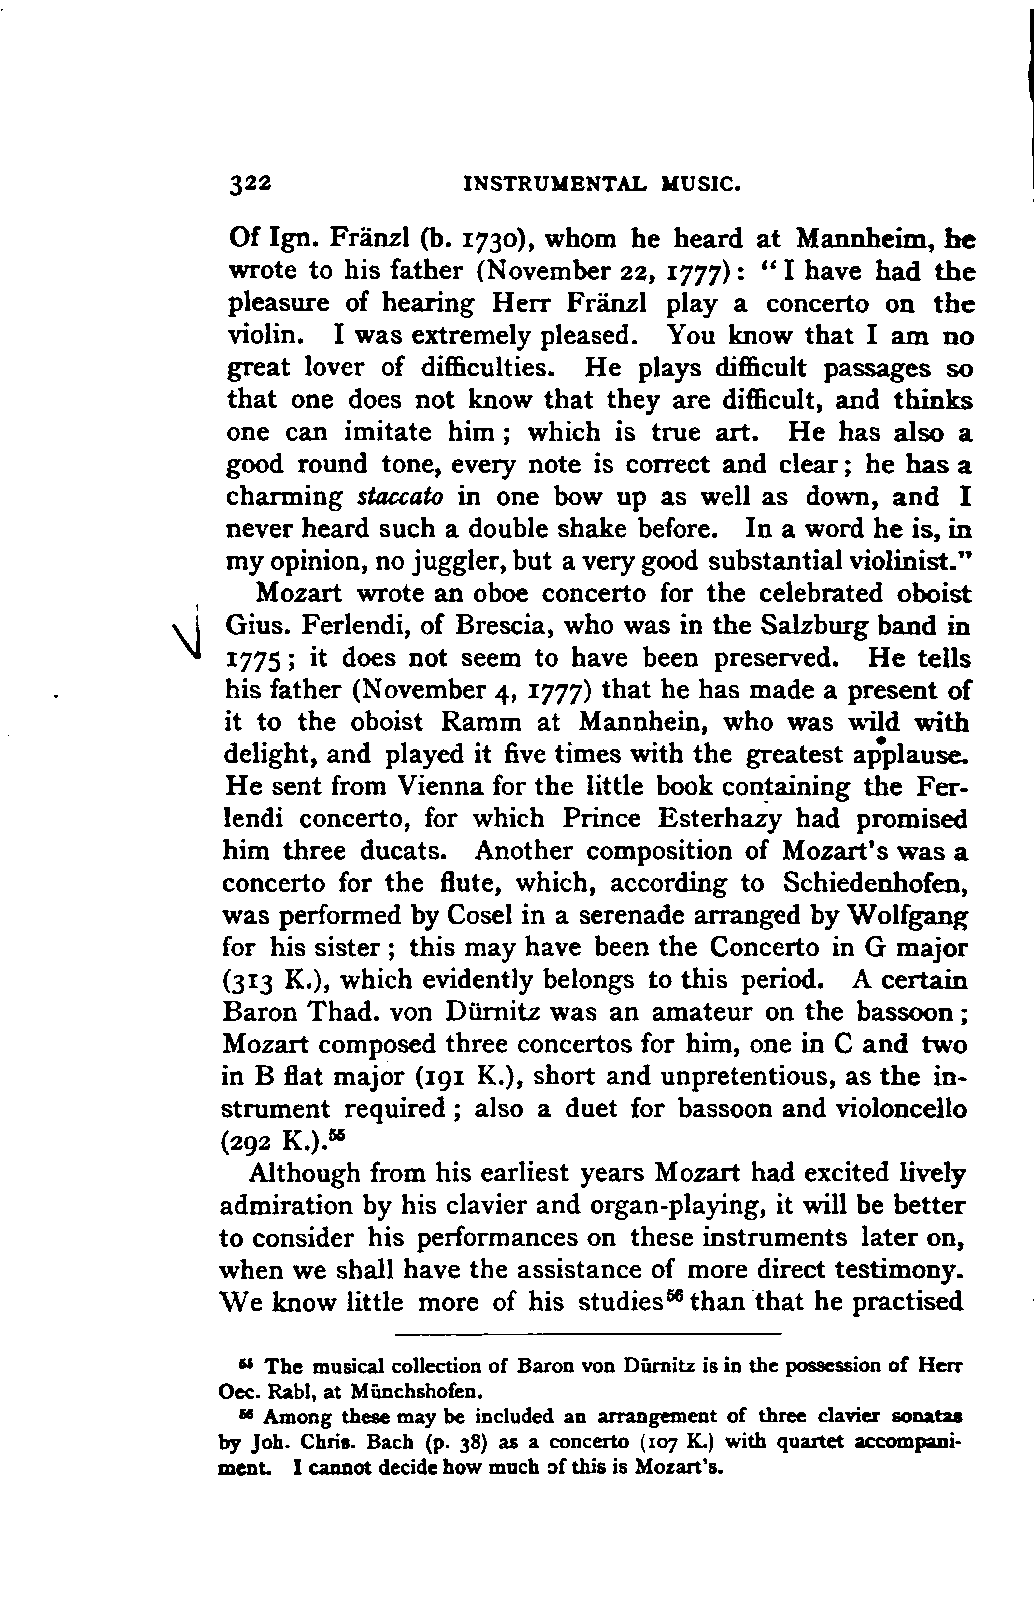 322 INSTRUMENTAL MUSIC.
Of Ign. Fränzl (b. 1730), whom he heard at Mannheim, he
wrote to his father (November 22, 1777): "I have had the
pleasure of hearing Herr Fränzl play a concerto on the
violin. I was extremely pleased. You know that I am no
great lover of difficulties. He plays difficult passages so
that one does not know that they are difficult, and thinks
one can imitate him; which is true art. He has also a
good round tone, every note is correct and clear; he has a
charming staccato in one bow up as well as down, and I
never heard such a double shake before. In a word he is, in
my opinion, no juggler, but a very good substantial violinist."
Mozart wrote an oboe concerto for the celebrated oboist
Gius. Ferlendi, of Brescia, who was in the Salzburg band in
1775; it does not seem to have been preserved. He tells
his father (November 4, 1777) that he has made a present of
it to the oboist Ramm at Mannhein, who was wild with
delight, and played it five times with the greatest applause.
He sent from Vienna for the little book containing the Fer-
lendi concerto, for which Prince Esterhazy had promised
him three ducats. Another composition of Mozart's was a
concerto for the flute, which, according to Schiedenhofen,
was performed by Cosel in a serenade arranged by Wolfgang
for his sister; this may have been the Concerto in G major
(313 K.), which evidently belongs to this period. A certain
Baron Thad. von Dürnitz was an amateur on the bassoon;
Mozart composed three concertos for him, one in C and two
in B flat major (191 K.), short and unpretentious, as the in-
strument required; also a duet for bassoon and violoncello
(292 K.).55
Although from his earliest years Mozart had excited lively
admiration by his clavier and organ-playing, it will be better
to consider his performances on these instruments later on,
when we shall have the assistance of more direct testimony.
We know little more of his studies56 than that he practised
55 The musical collection of Baron von Dürnitz is in the possession of Herr
Oec. Rabl, at Münchshofen.
56 Among these may be included an arrangement of three clavier sonatas
by Joh. Chris. Bach (p. 38) as a concerto (107 K.) with quartet accompani-
ment. I cannot decide how much of this is Mozart's.